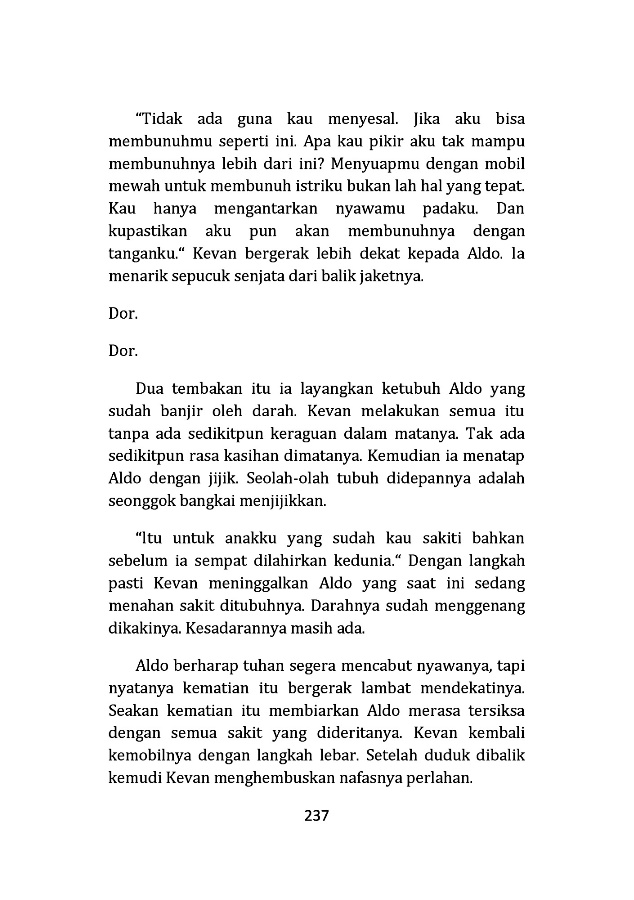 “Tidak ada guna kau menyesal. Jika aku bisa
membunuhmu seperti ini. Apa kau pikir aku tak mampu
membunuhnya lebih dari ini? Menyuapmu dengan mobil
mewah untuk membunuh istriku bukan lah hal yang tepat.
Kau hanya mengantarkan nyawamu padaku. Dan
kupastikan aku pun akan membunuhnya dengan
tanganku.“ Kevan bergerak lebih dekat kepada Aldo. Ia
menarik sepucuk senjata dari balik jaketnya.
Dor.
Dor.
Dua tembakan itu ia layangkan ketubuh Aldo yang
sudah banjir oleh darah. Kevan melakukan semua itu
tanpa ada sedikitpun keraguan dalam matanya. Tak ada
sedikitpun rasa kasihan dimatanya. Kemudian ia menatap
Aldo dengan jijik. Seolah-olah tubuh didepannya adalah
seonggok bangkai menjijikkan.
“Itu untuk anakku yang sudah kau sakiti bahkan
sebelum ia sempat dilahirkan kedunia.“ Dengan langkah
pasti Kevan meninggalkan Aldo yang saat ini sedang
menahan sakit ditubuhnya. Darahnya sudah menggenang
dikakinya. Kesadarannya masih ada.
Aldo berharap tuhan segera mencabut nyawanya, tapi
nyatanya kematian itu bergerak lambat mendekatinya.
Seakan kematian itu membiarkan Aldo merasa tersiksa
dengan semua sakit yang dideritanya. Kevan kembali
kemobilnya dengan langkah lebar. Setelah duduk dibalik
kemudi Kevan menghembuskan nafasnya perlahan.
237